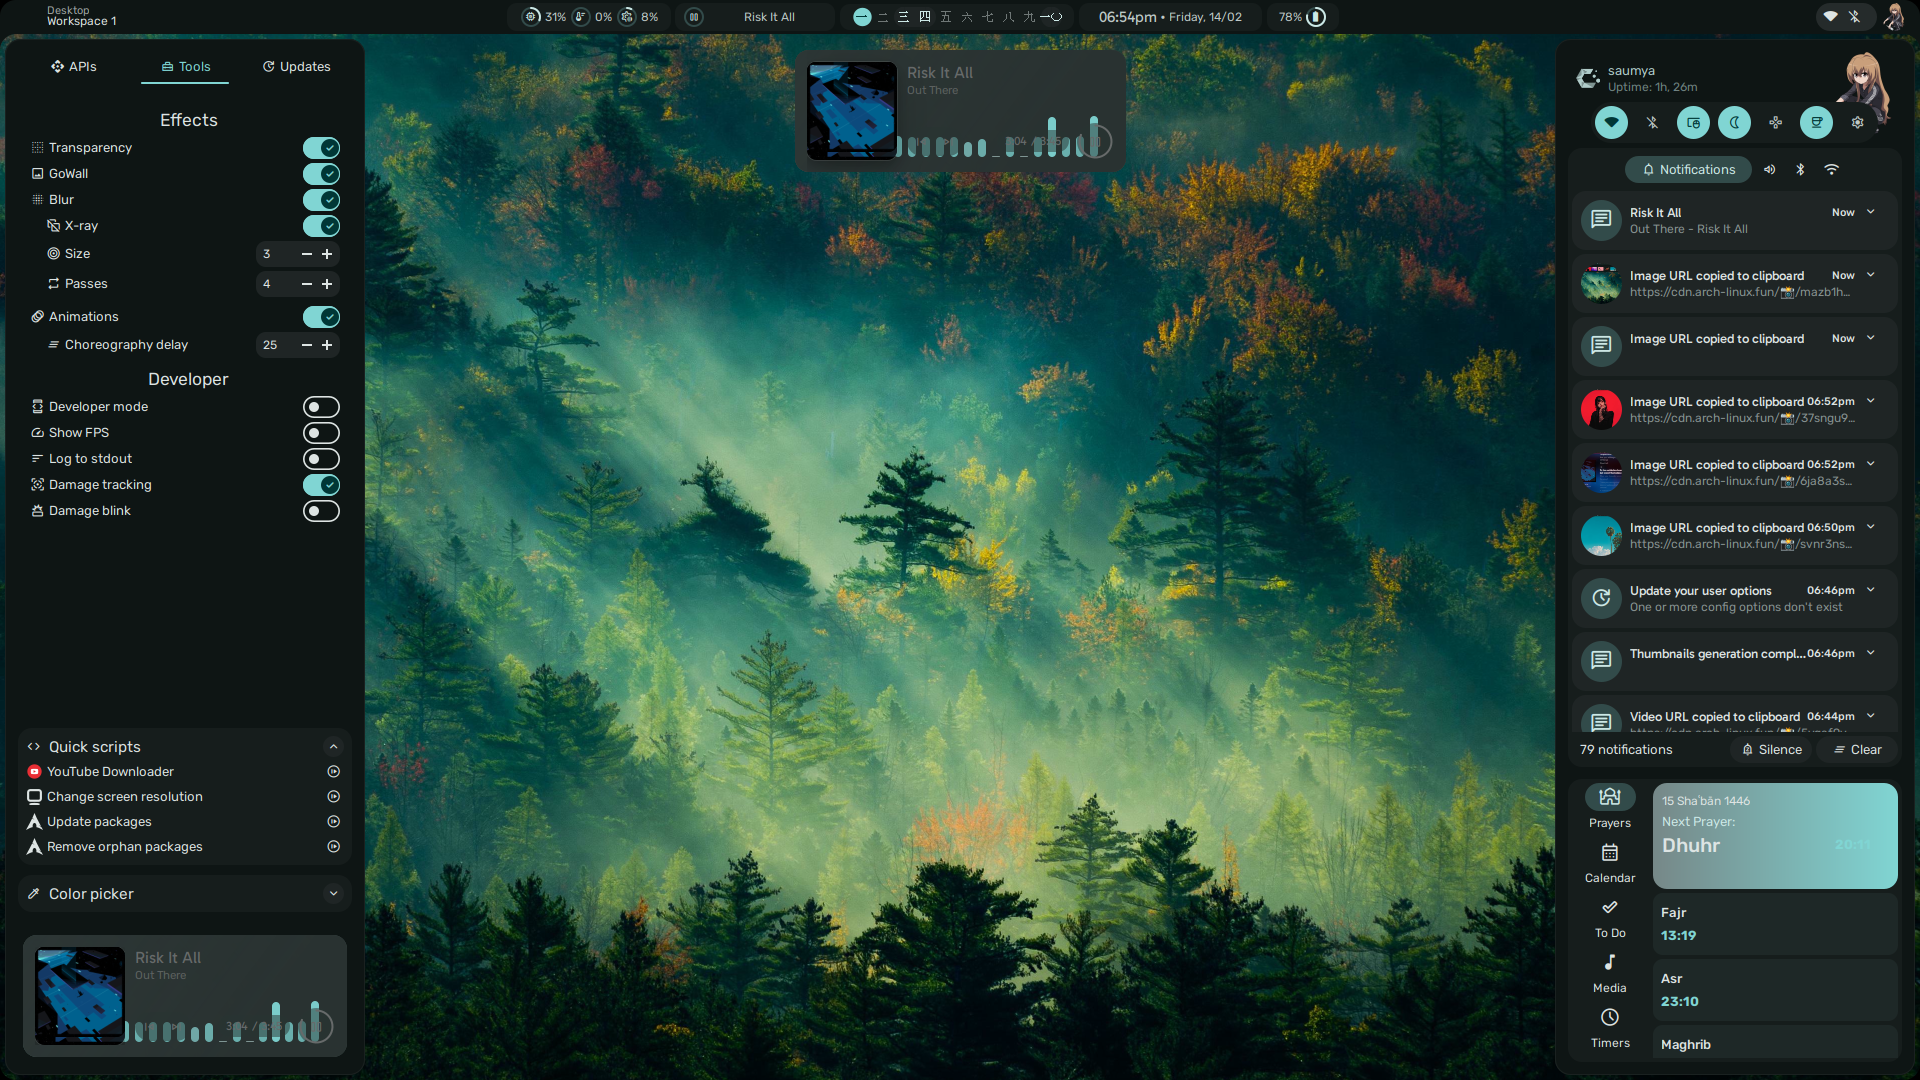 Desktop
Workspace 1
31%
0%
8%
Risk It All
一 二 三 四 五 六 七 八 九 一〇
06:54pm • Friday, 14/02
78%
APIs
Tools
Updates
Effects
Transparency
GoWall
Blur
X-ray
Size 3
Passes 4
Animations
Choreography delay 25
Developer
Developer mode
Show FPS
Log to stdout
Damage tracking
Damage blink
Quick scripts
YouTube Downloader
Change screen resolution
Update packages
Remove orphan packages
Color picker
Risk It All
Out There
Risk It All
Out There
saumya
Uptime: 1h, 26m
Notifications
Risk It All Now
Out There - Risk It All
Image URL copied to clipboard Now
https://cdn.arch-linux.fun/📸/mazb1h...
Image URL copied to clipboard Now
Image URL copied to clipboard 06:52pm
https://cdn.arch-linux.fun/📸/37sngu9...
Image URL copied to clipboard 06:52pm
https://cdn.arch-linux.fun/📸/6ja8a3s...
Image URL copied to clipboard 06:50pm
https://cdn.arch-linux.fun/📸/svnr3ns...
Update your user options 06:46pm
One or more config options don't exist
Thumbnails generation compl... 06:46pm
Video URL copied to clipboard 06:44pm
79 notifications
Silence
Clear
Prayers
Calendar
To Do
Media
Timers
15 Shaʿbān 1446
Next Prayer:
Dhuhr
20:11
Fajr
13:19
Asr
23:10
Maghrib